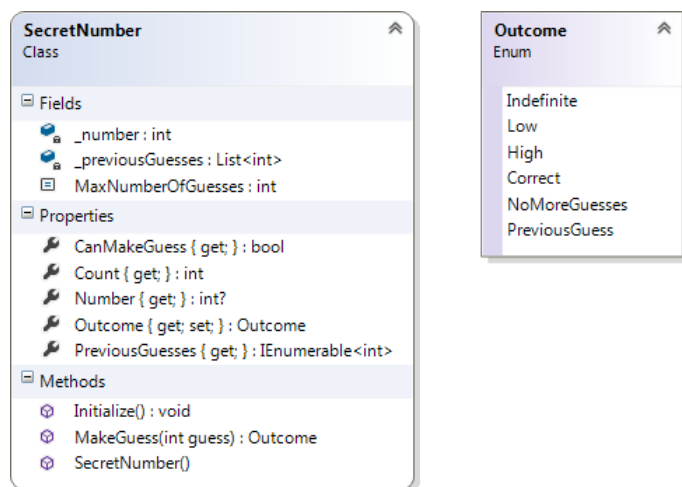 SecretNumber
Class
Fields
_number : int
_previousGuesses : List<int>
MaxNumberOfGuesses : int
Properties
CanMakeGuess { get; } : bool
Count { get; } : int
Number { get; } : int?
Outcome { get; set; } : Outcome
PreviousGuesses { get; } : IEnumerable<int>
Methods
Initialize() : void
MakeGuess(int guess) : Outcome
SecretNumber()
Outcome
Enum
Indefinite
Low
High
Correct
NoMoreGuesses
PreviousGuess